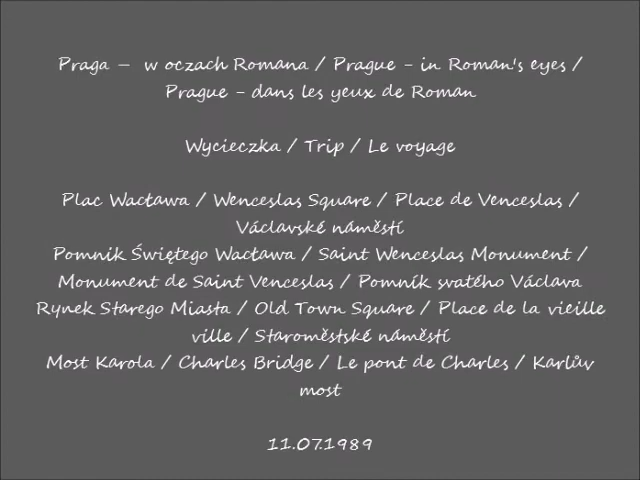 Praga – w oczach Romana / Prague - in Roman's eyes /
Prague - dans les yeux de Roman
Wycieczka / Trip / Le voyage
Plac Wacława / Wenceslas Square / Place de Venceslas /
Václavské náměstí
Pomnik Świętego Wacława / Saint Wenceslas Monument /
Monument de Saint Venceslas / Pomník svatého Václava
Rynek Starego Miasta / Old Town Square / Place de la vieille
ville / Staroměstské náměstí
Most Karola / Charles Bridge / Le pont de Charles / Karlův
most
11.07.1989